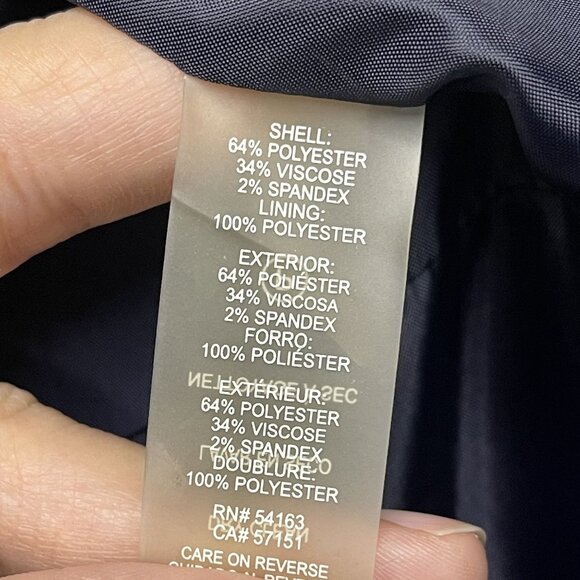 SHELL:
64% POLYESTER
34% VISCOSE
2% SPANDEX
LINING:
100% POLYESTER
EXTERIOR:
64% POLIÉSTER
34% VISCOSA
2% SPANDEX
FORRO:
100% POLIÉSTER
EXTÉRIEUR:
64% POLYESTER
34% VISCOSE
2% SPANDEX
DOUBLURE:
100% POLYESTER
RN# 54163
CA# 57151
CARE ON REVERSE